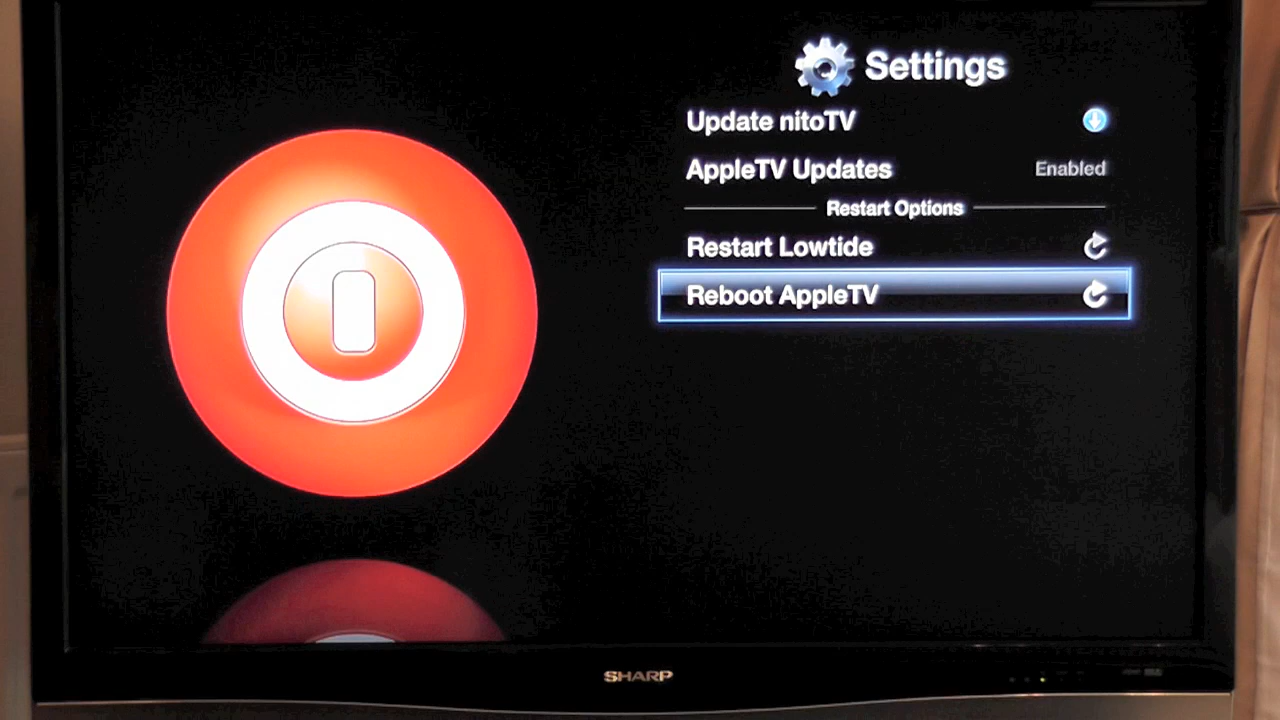 Settings
Update nitoTV
AppleTV Updates Enabled
Restart Options
Restart Lowtide
Reboot AppleTV
SHARP